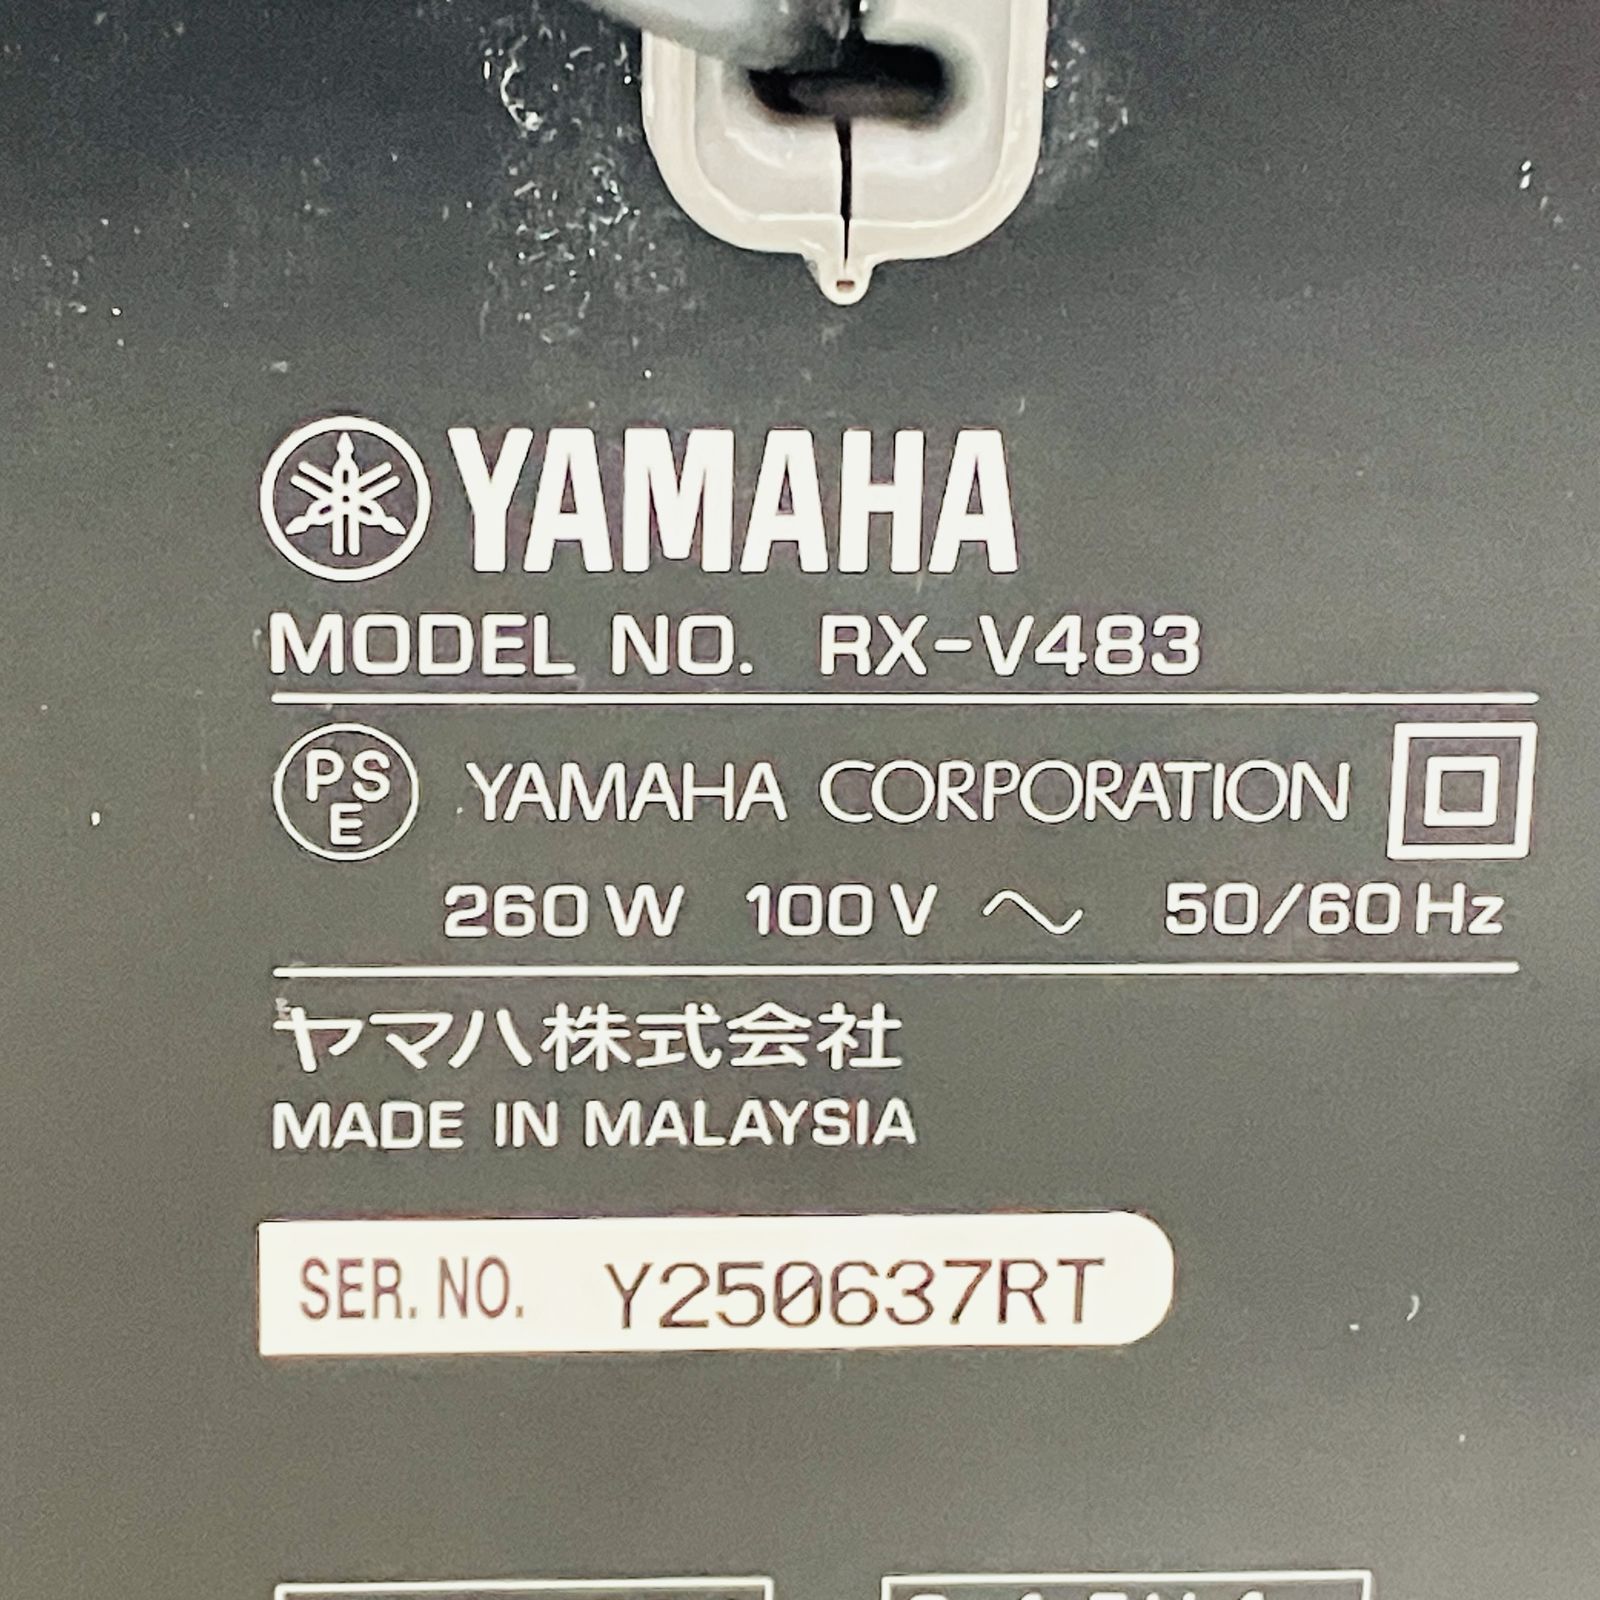 YAMAHA
MODEL NO. RX-V483
PSE YAMAHA CORPORATION
260 W 100 V ～ 50/60 Hz
ヤマハ株式会社
MADE IN MALAYSIA
SER. NO. Y250637RT